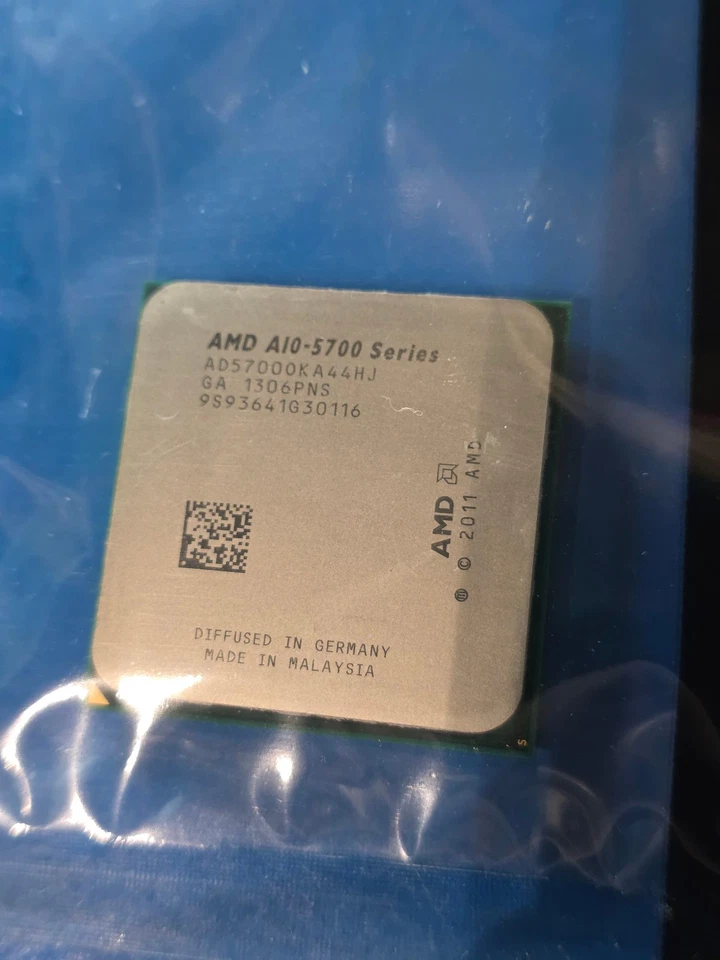 AMD A10-5700 Series
AD5700OKA44HJ
GA 1306PNS
9S93641G30116
AMD
© 2011 AMD
DIFFUSED IN GERMANY
MADE IN MALAYSIA
S